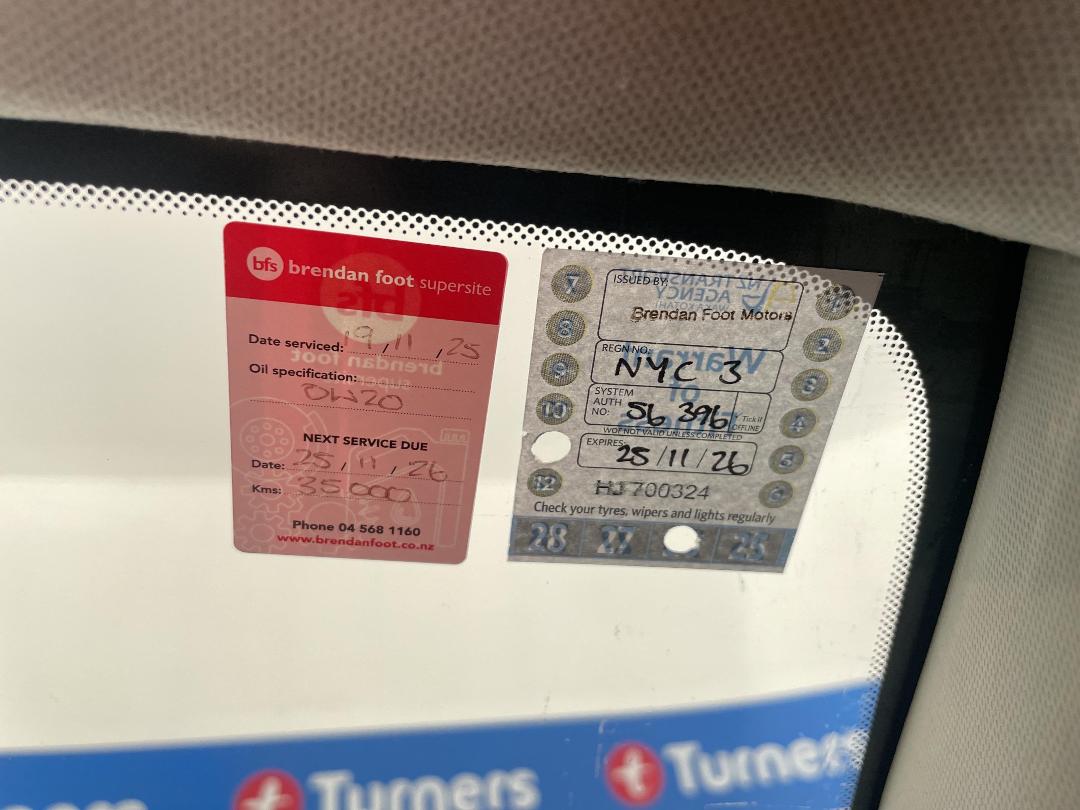 bfs brendan foot supersite
Date serviced: 19/11/25
Oil specification:
0W20
NEXT SERVICE DUE
Date: 25/11/26
Kms: 35000
Phone 04 568 1160
www.brendanfoot.co.nz
7
8
9
10
12
ISSUED BY:
NZ TRANSPORT
AGENCY
Brendan Foot Motors
REGN NO:
NYC 3
Warrant
of
SYSTEM
AUTH
NO: 56 396
Tick if
OFFLINE
WOF NOT VALID UNLESS COMPLETED
EXPIRES:
25/11/26
HJ 700324
Check your tyres, wipers and lights regularly
1
2
3
4
5
6
28 27 25
Turners
Turners